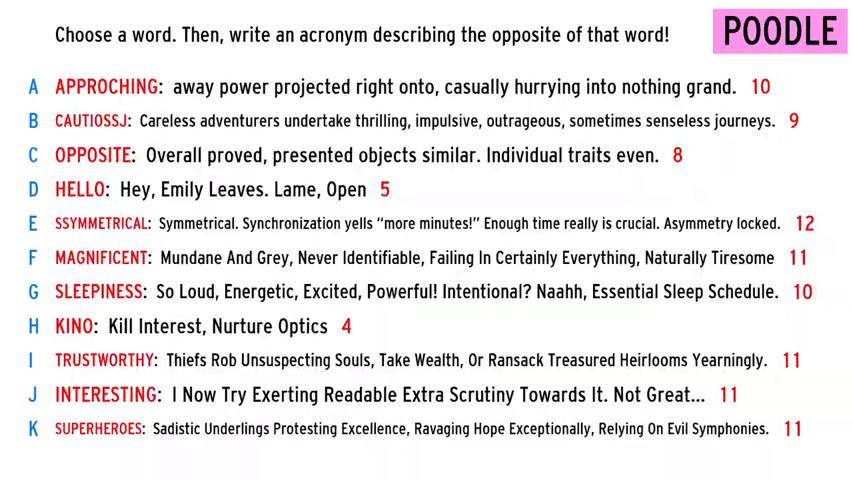 Choose a word. Then, write an acronym describing the opposite of that word! POODLE
A APPROCHING: away power projected right onto, casually hurrying into nothing grand. 10
B CAUTIOSSJ: Careless adventurers undertake thrilling, impulsive, outrageous, sometimes senseless journeys. 9
C OPPOSITE: Overall proved, presented objects similar. Individual traits even. 8
D HELLO: Hey, Emily Leaves. Lame, Open 5
E SSYMMETRICAL: Symmetrical. Synchronization yells “more minutes!” Enough time really is crucial. Asymmetry locked. 12
F MAGNIFICENT: Mundane And Grey, Never Identifiable, Failing In Certainly Everything, Naturally Tiresome 11
G SLEEPINESS: So Loud, Energetic, Excited, Powerful! Intentional? Naahh, Essential Sleep Schedule. 10
H KINO: Kill Interest, Nurture Optics 4
I TRUSTWORTHY: Thiefs Rob Unsuspecting Souls, Take Wealth, Or Ransack Treasured Heirlooms Yearningly. 11
J INTERESTING: I Now Try Exerting Readable Extra Scrutiny Towards It. Not Great... 11
K SUPERHEROES: Sadistic Underlings Protesting Excellence, Ravaging Hope Exceptionally, Relying On Evil Symphonies. 11